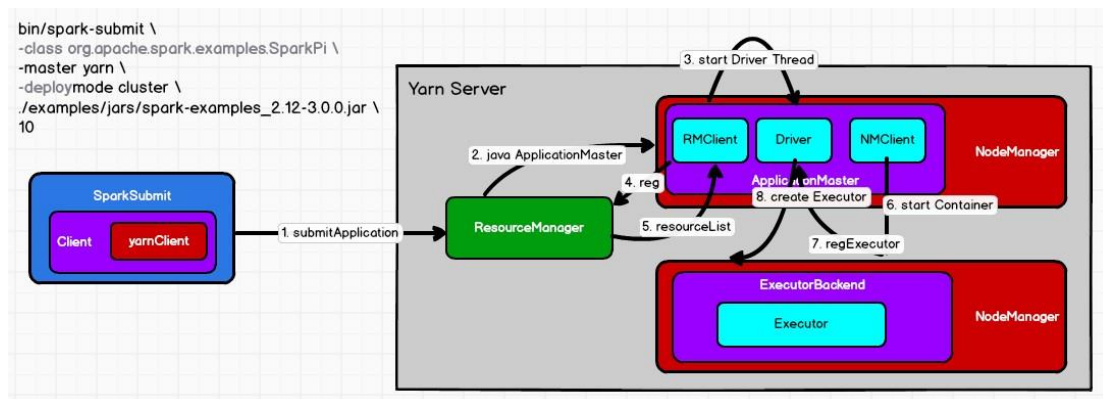 bin/spark-submit \
-class org.apache.spark.examples.SparkPi \
-master yarn \
-deploymode cluster \
./examples/jars/spark-examples_2.12-3.0.0.jar \
10
Yarn Server
3. start Driver Thread
RMClient
Driver
NMClient
NodeManager
2. java ApplicationMaster
ApplicationMaster
4. reg
8. create Executor
6. start Container
SparkSubmit
Client
yarnClient
1. submitApplication
ResourceManager
5. resourceList
7. regExecutor
ExecutorBackend
Executor
NodeManager